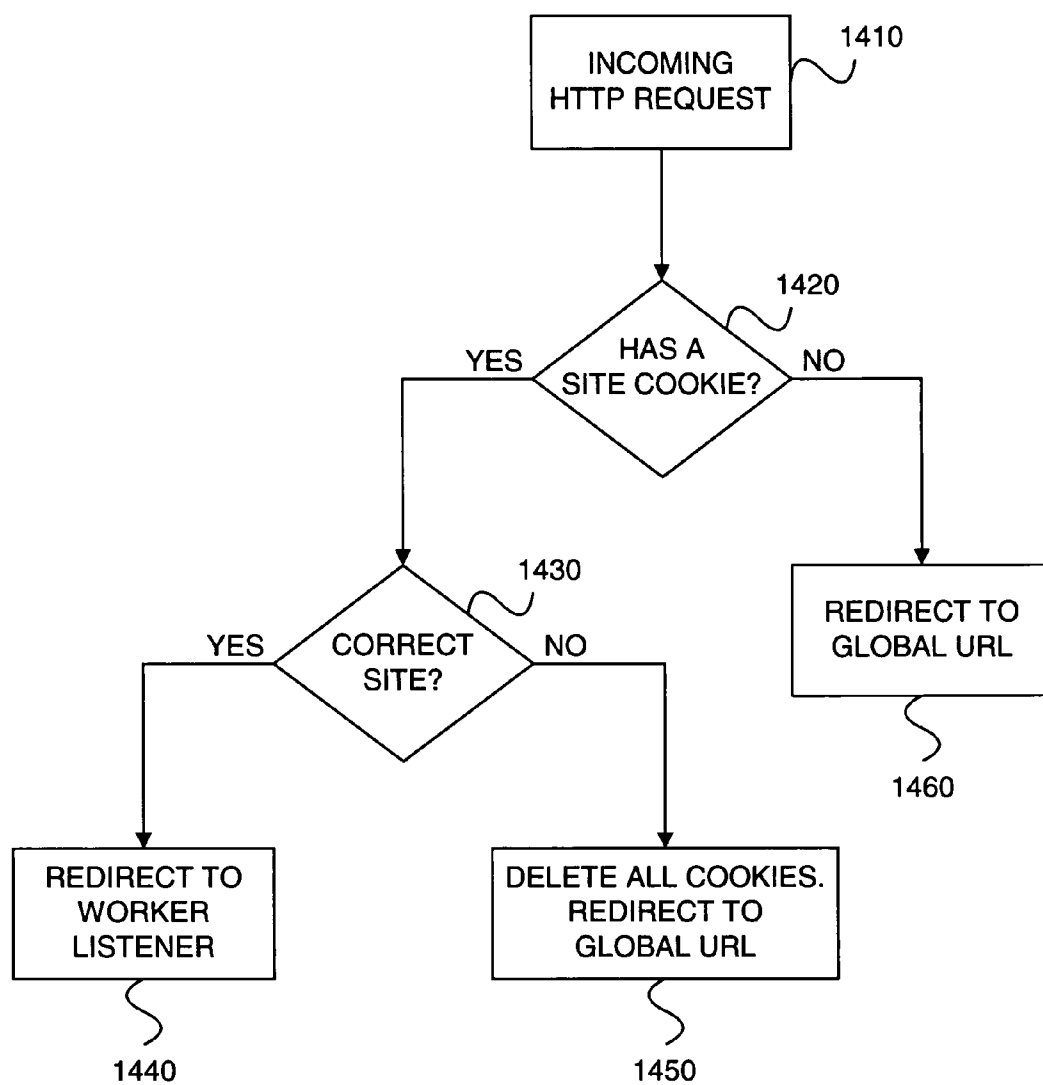 INCOMING
HTTP REQUEST
1410
HAS A
SITE COOKIE?
1420
YES
NO
CORRECT
SITE?
1430
YES
NO
REDIRECT TO
GLOBAL URL
1460
REDIRECT TO
WORKER
LISTENER
1440
DELETE ALL COOKIES.
REDIRECT TO
GLOBAL URL
1450